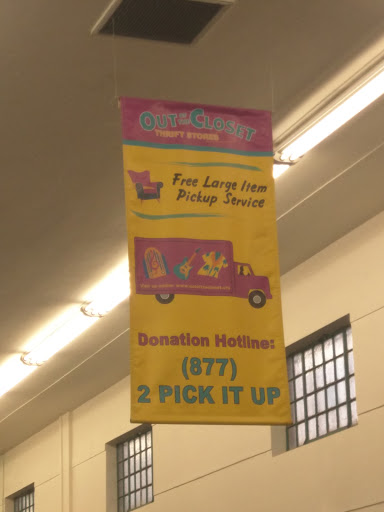 OUT OF THE CLOSET
THRIFT STORES
Free Large Item
Pickup Service
Donation Hotline:
(877)
2 PICK IT UP